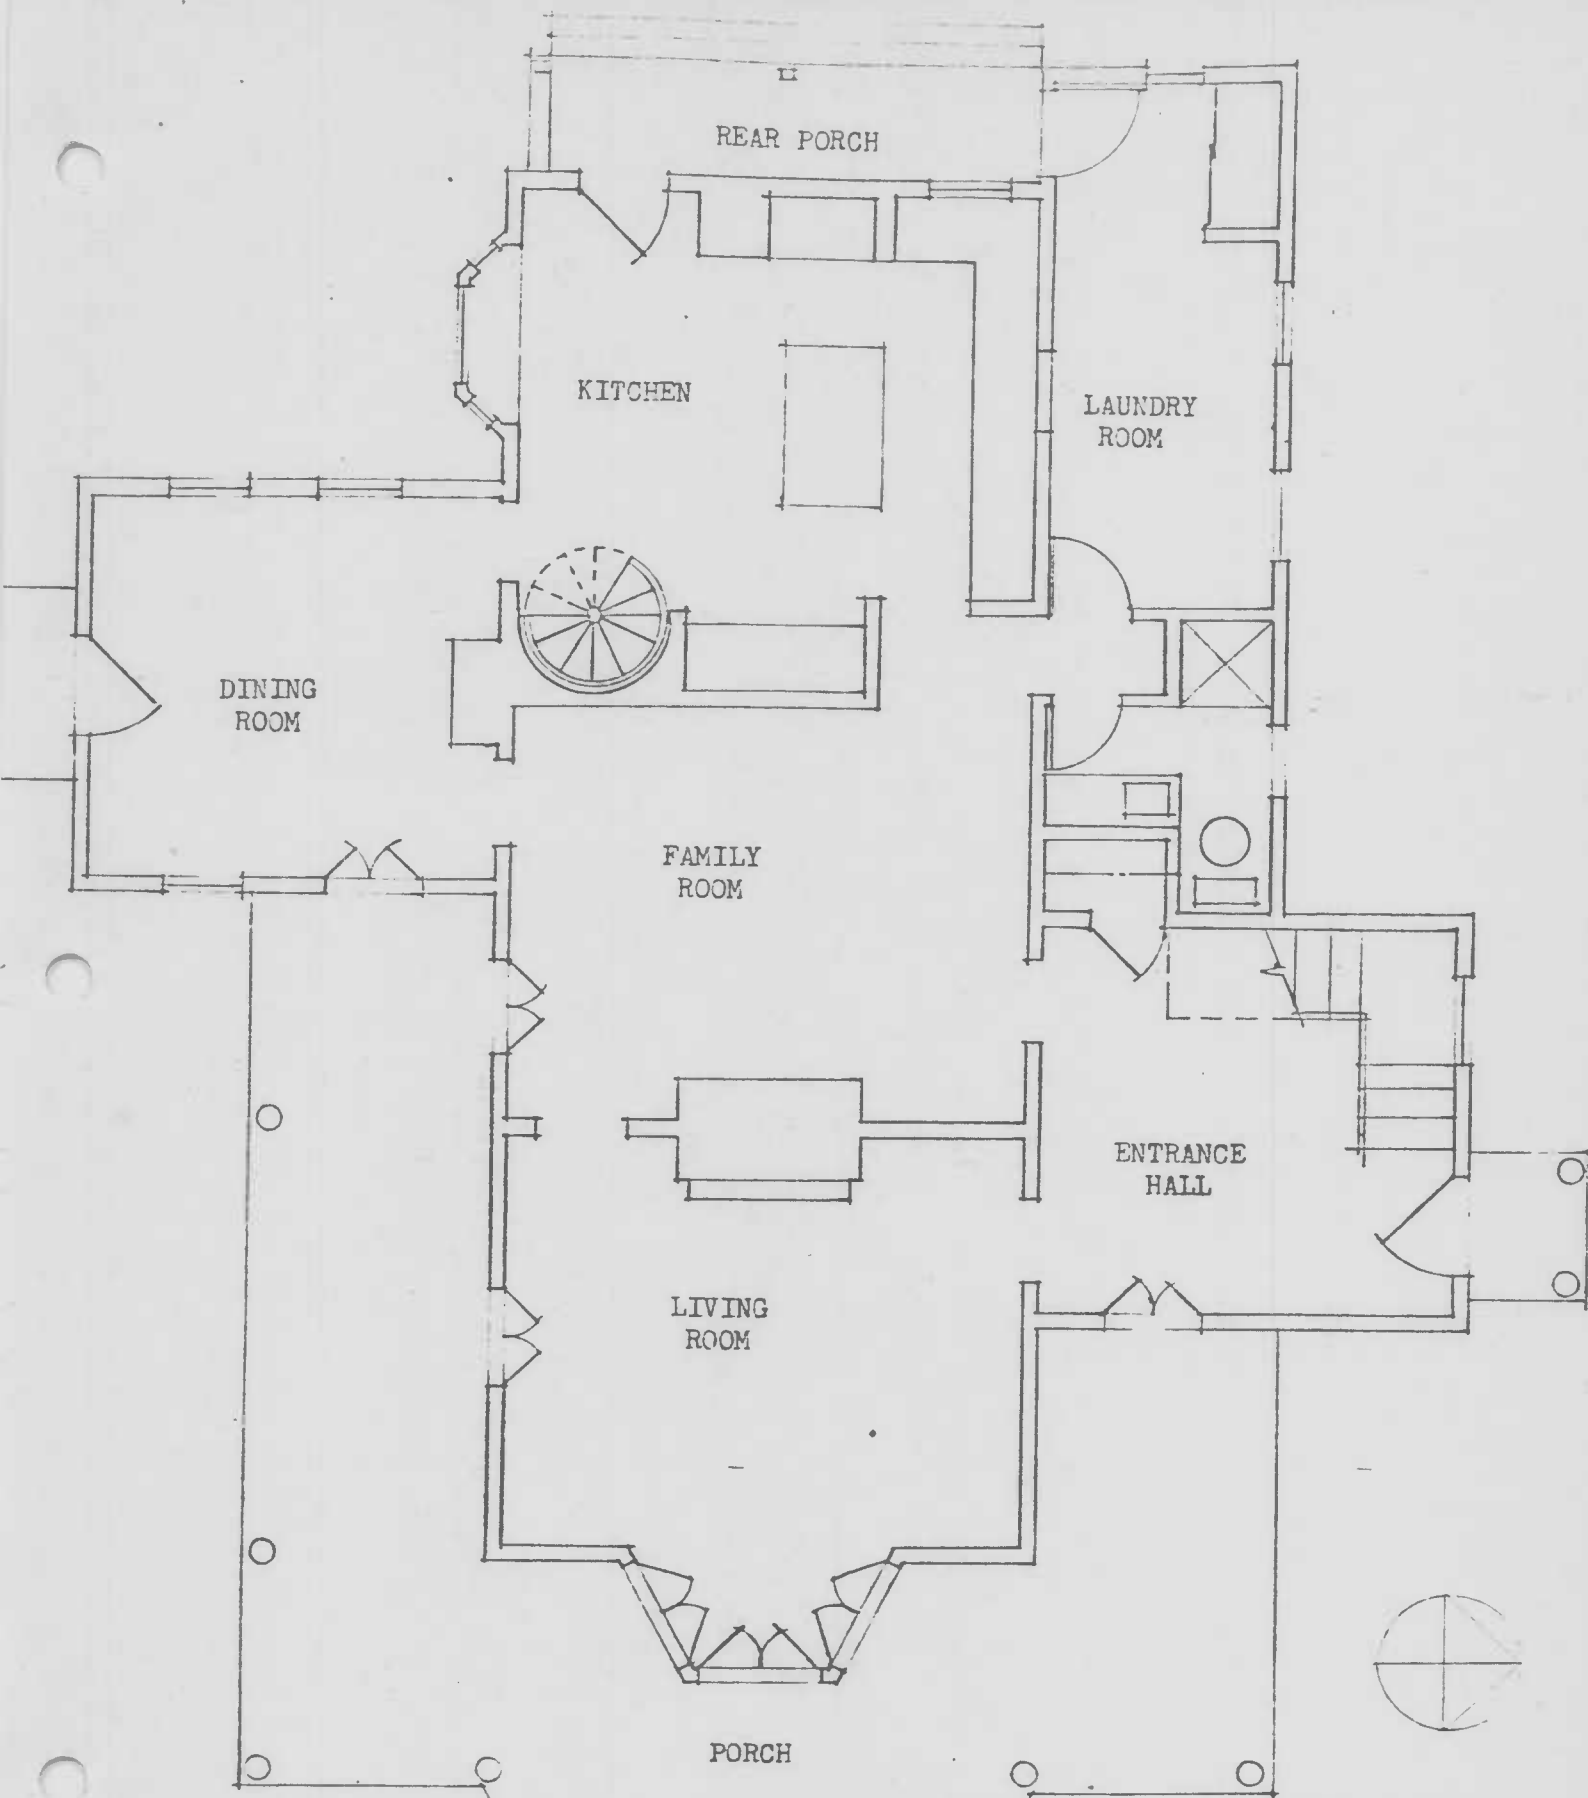 REAR PORCH
KITCHEN
LAUNDRY
ROOM
DINING
ROOM
FAMILY
ROOM
ENTRANCE
HALL
LIVING
ROOM
PORCH